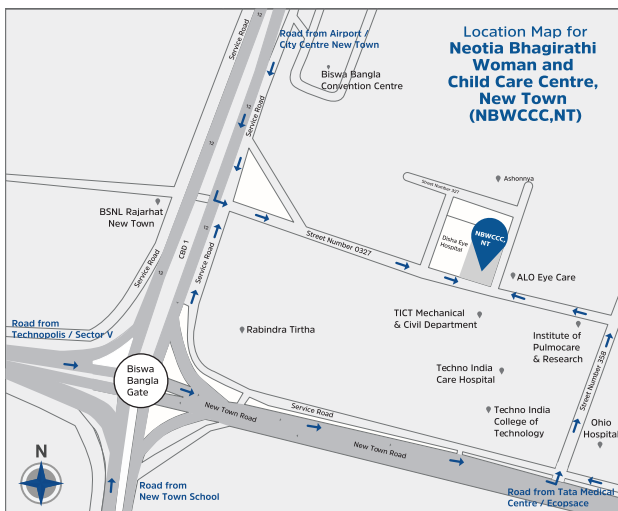 Location Map for
Neotia Bhagirathi
Woman and
Child Care Centre,
New Town
(NBWCCC,NT)
Road from Airport /
City Centre New Town
Service Road
Service Road
Biswa Bangla
Convention Centre
Street Number 327
Ashonnya
BSNL Rajarhat
New Town
Service Road
CBD 1
Service Road
Street Number 0327
Disha Eye
Hospital
NBWCCC,
NT
ALO Eye Care
Road from
Technopolis / Sector V
Rabindra Tirtha
TICT Mechanical
& Civil Department
Institute of
Pulmocare
& Research
Street Number 358
Biswa
Bangla
Gate
Techno India
Care Hospital
New Town Road
Service Road
New Town Road
Techno India
College of
Technology
Ohio
Hospital
N
Road from
New Town School
Road from Tata Medical
Centre / Ecopsace